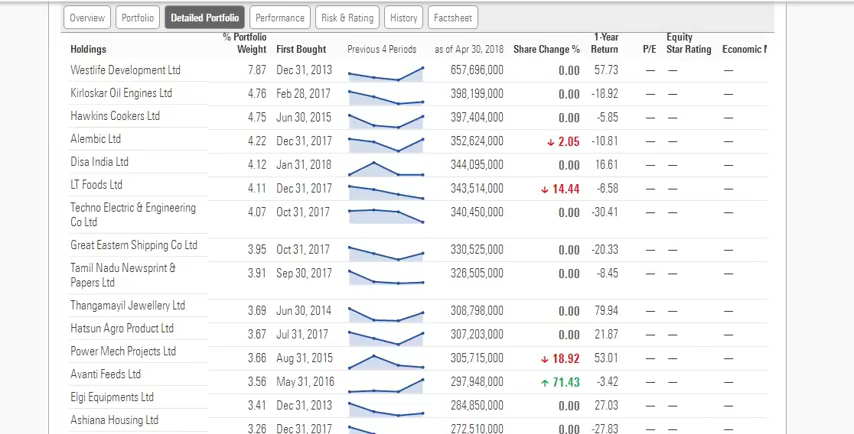 Overview Portfolio Detailed Portfolio Performance Risk & Rating History Factsheet
Holdings % Portfolio Weight First Bought Previous 4 Periods as of Apr 30, 2018 Share Change % 1-Year Return P/E Equity Star Rating Economic
Westlife Development Ltd 7.87 Dec 31, 2013 657,696,000 0.00 57.73 — — —
Kirloskar Oil Engines Ltd 4.76 Feb 28, 2017 398,199,000 0.00 -18.92 — — —
Hawkins Cookers Ltd 4.75 Jun 30, 2015 397,404,000 0.00 -5.85 — — —
Alembic Ltd 4.22 Dec 31, 2017 352,624,000 ↓ 2.05 -10.81 — — —
Disa India Ltd 4.12 Jan 31, 2018 344,095,000 0.00 16.61 — — —
LT Foods Ltd 4.11 Dec 31, 2017 343,514,000 ↓ 14.44 -6.58 — — —
Techno Electric & Engineering
Co Ltd 4.07 Oct 31, 2017 340,450,000 0.00 -30.41 — — —
Great Eastern Shipping Co Ltd 3.95 Oct 31, 2017 330,525,000 0.00 -20.33 — — —
Tamil Nadu Newsprint &
Papers Ltd 3.91 Sep 30, 2017 326,505,000 0.00 -8.45 — — —
Thangamayil Jewellery Ltd 3.69 Jun 30, 2014 308,798,000 0.00 79.94 — — —
Hatsun Agro Product Ltd 3.67 Jul 31, 2017 307,203,000 0.00 21.87 — — —
Power Mech Projects Ltd 3.66 Aug 31, 2015 305,715,000 ↓ 18.92 53.01 — — —
Avanti Feeds Ltd 3.56 May 31, 2016 297,948,000 ↑ 71.43 -3.42 — — —
Elgi Equipments Ltd 3.41 Dec 31, 2013 284,850,000 0.00 27.03 — — —
Ashiana Housing Ltd 3.26 Dec 31, 2017 272,510,000 0.00 -27.83 — — —